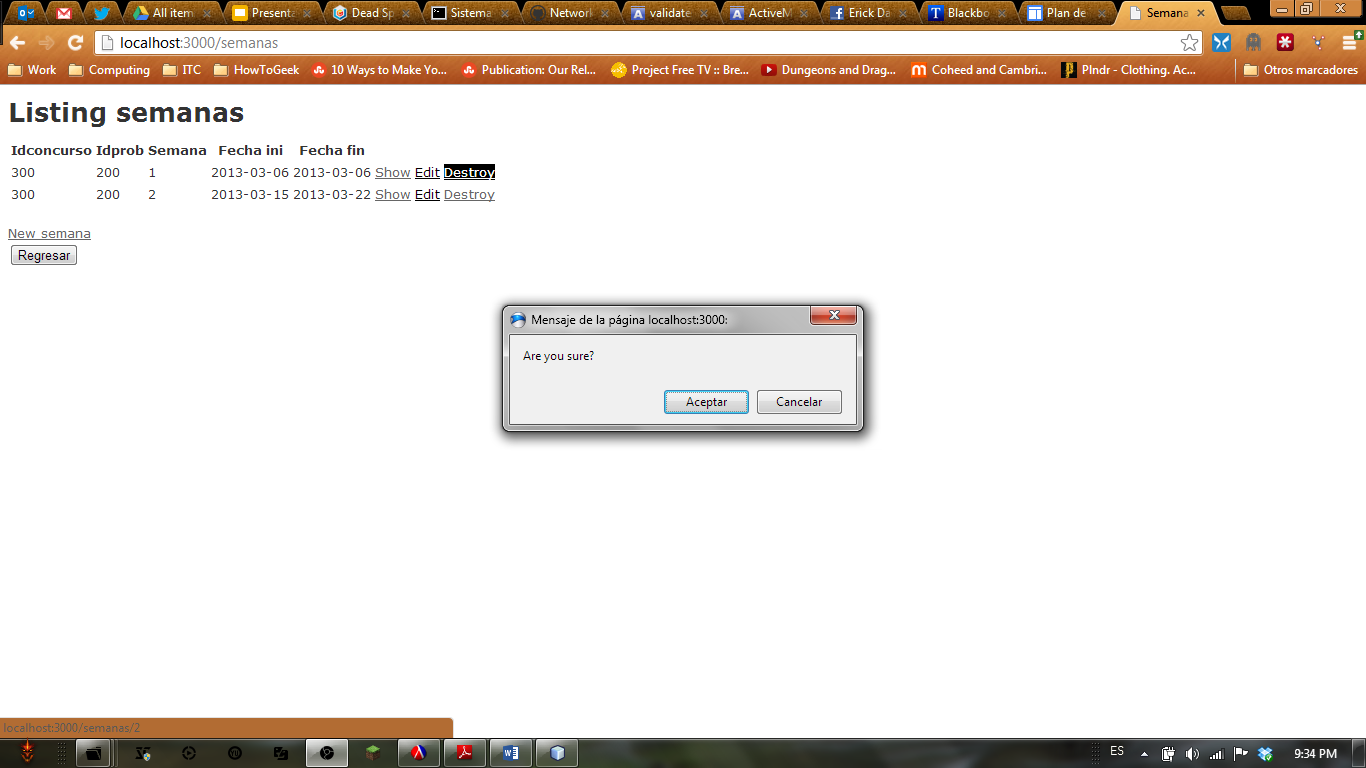 All item Presenta Dead Sp Sistema Network validate ActiveM Erick Da Blackbo Plan de Semana
localhost:3000/semanas
Work Computing ITC HowToGeek 10 Ways to Make Yo... Publication: Our Rel... Project Free TV :: Bre... Dungeons and Drag... Coheed and Cambri... Plndr - Clothing. Ac... Otros marcadores
Listing semanas
Idconcurso Idprob Semana Fecha ini Fecha fin
300 200 1 2013-03-06 2013-03-06 Show Edit Destroy
300 200 2 2013-03-15 2013-03-22 Show Edit Destroy
New semana
Regresar
Mensaje de la página localhost:3000:
Are you sure?
Aceptar Cancelar
localhost:3000/semanas/2
ES 9:34 PM